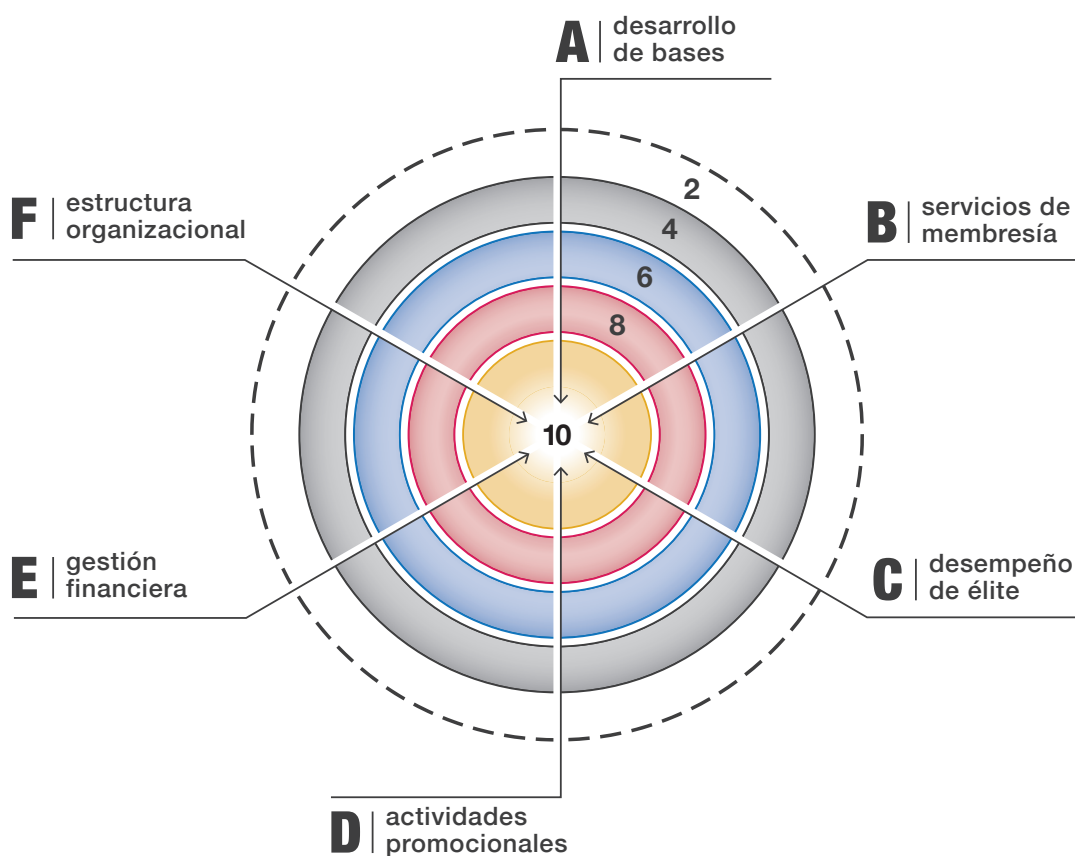 A | desarrollo
de bases
2
F | estructura
organizacional
4
B | servicios de
membresía
6
8
10
E | gestión
financiera
C | desempeño
de élite
D | actividades
promocionales